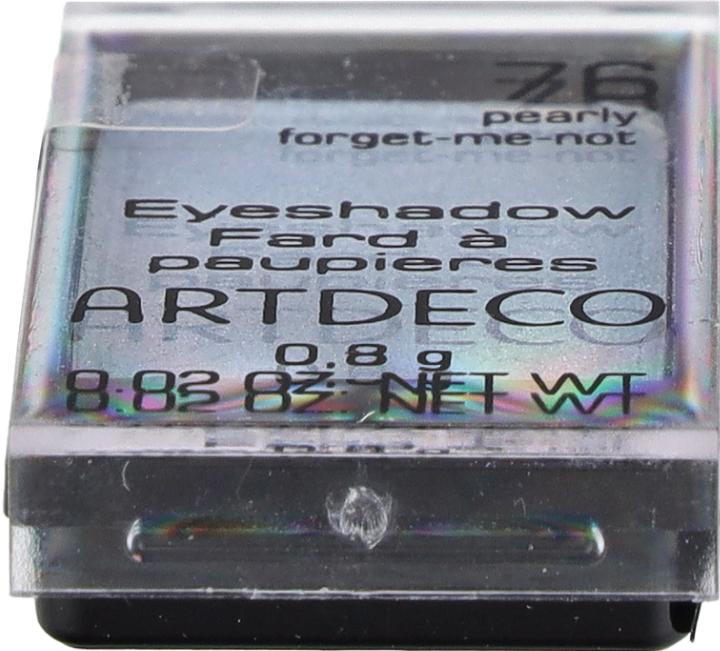 76
pearly
forget-me-not
Eyeshadow
Fard à
paupieres
ARTDECO
0.8 g
0.02 OZ. NET WT